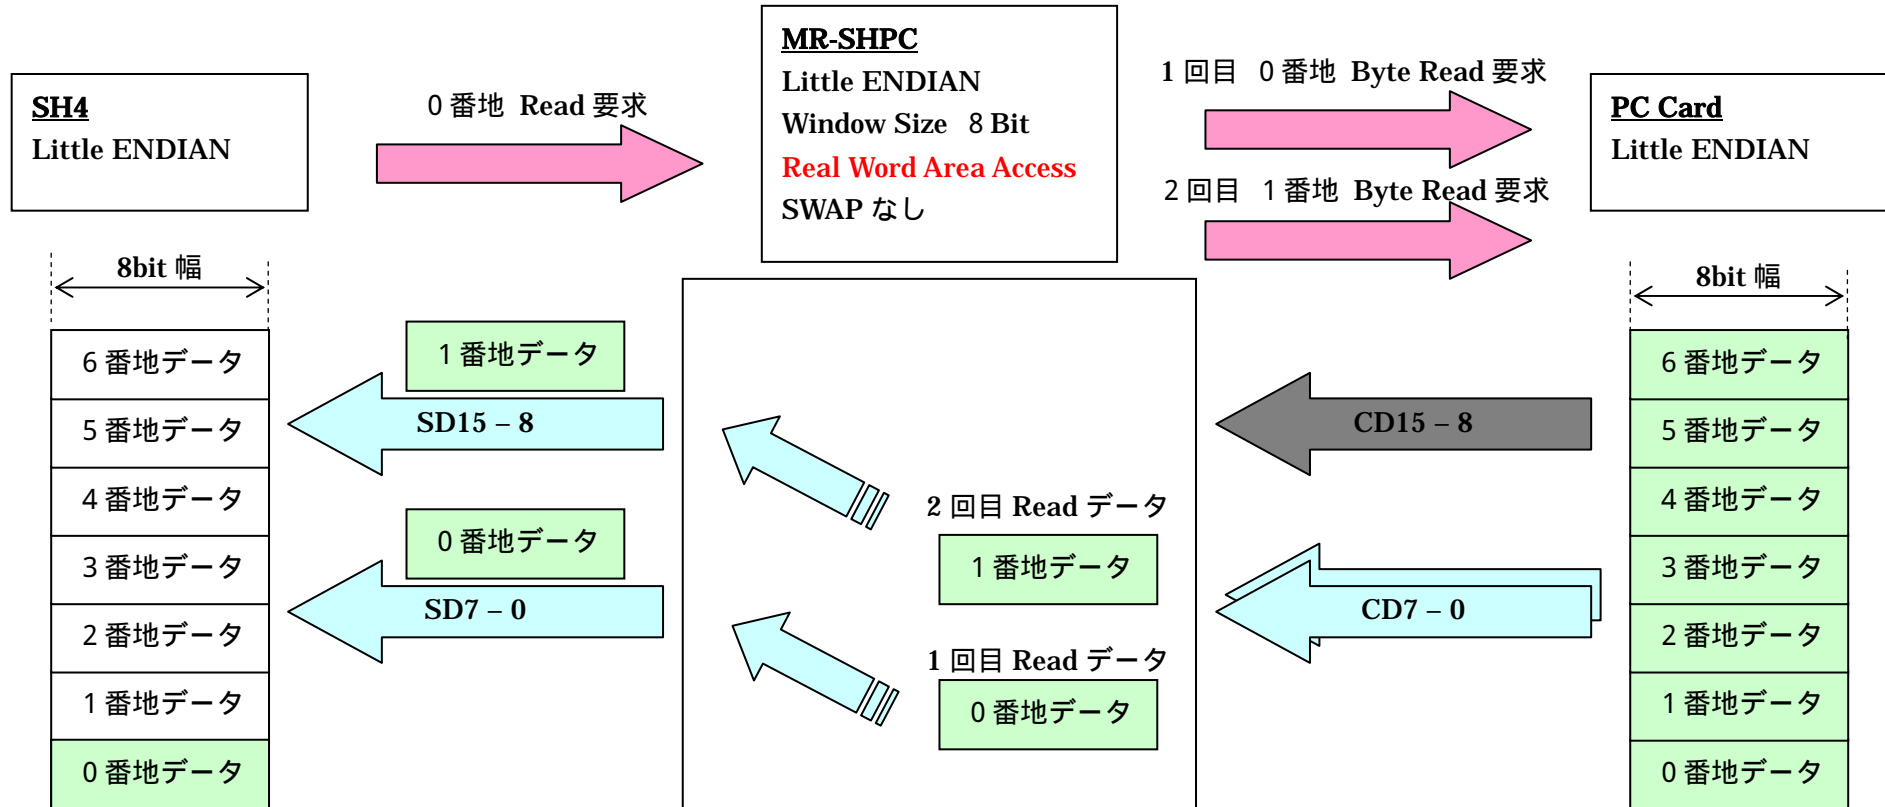 SH4
Little ENDIAN
0 番地 Read 要求
MR-SHPC
Little ENDIAN
Window Size 8 Bit
Real Word Area Access
SWAP なし
1 回目 0 番地 Byte Read 要求
2 回目 1 番地 Byte Read 要求
PC Card
Little ENDIAN
8bit 幅
6 番地データ
5 番地データ
4 番地データ
3 番地データ
2 番地データ
1 番地データ
0 番地データ
1 番地データ
SD15 – 8
0 番地データ
SD7 – 0
2 回目 Read データ
1 番地データ
1 回目 Read データ
0 番地データ
CD15 – 8
CD7 – 0
8bit 幅
6 番地データ
5 番地データ
4 番地データ
3 番地データ
2 番地データ
1 番地データ
0 番地データ